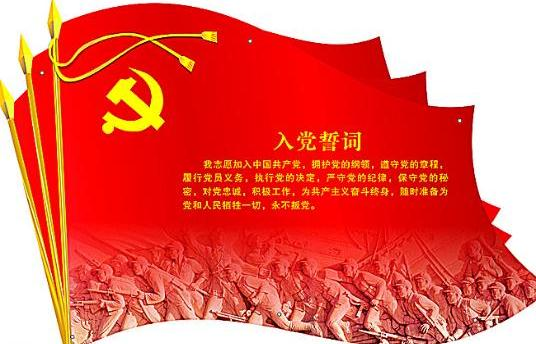 入党誓词
我志愿加入中国共产党，拥护党的纲领，遵守党的章程，
履行党员义务，执行党的决定，严守党的纪律，保守党的秘
密，对党忠诚，积极工作，为共产主义奋斗终身，随时准备为
党和人民牺牲一切，永不叛党。